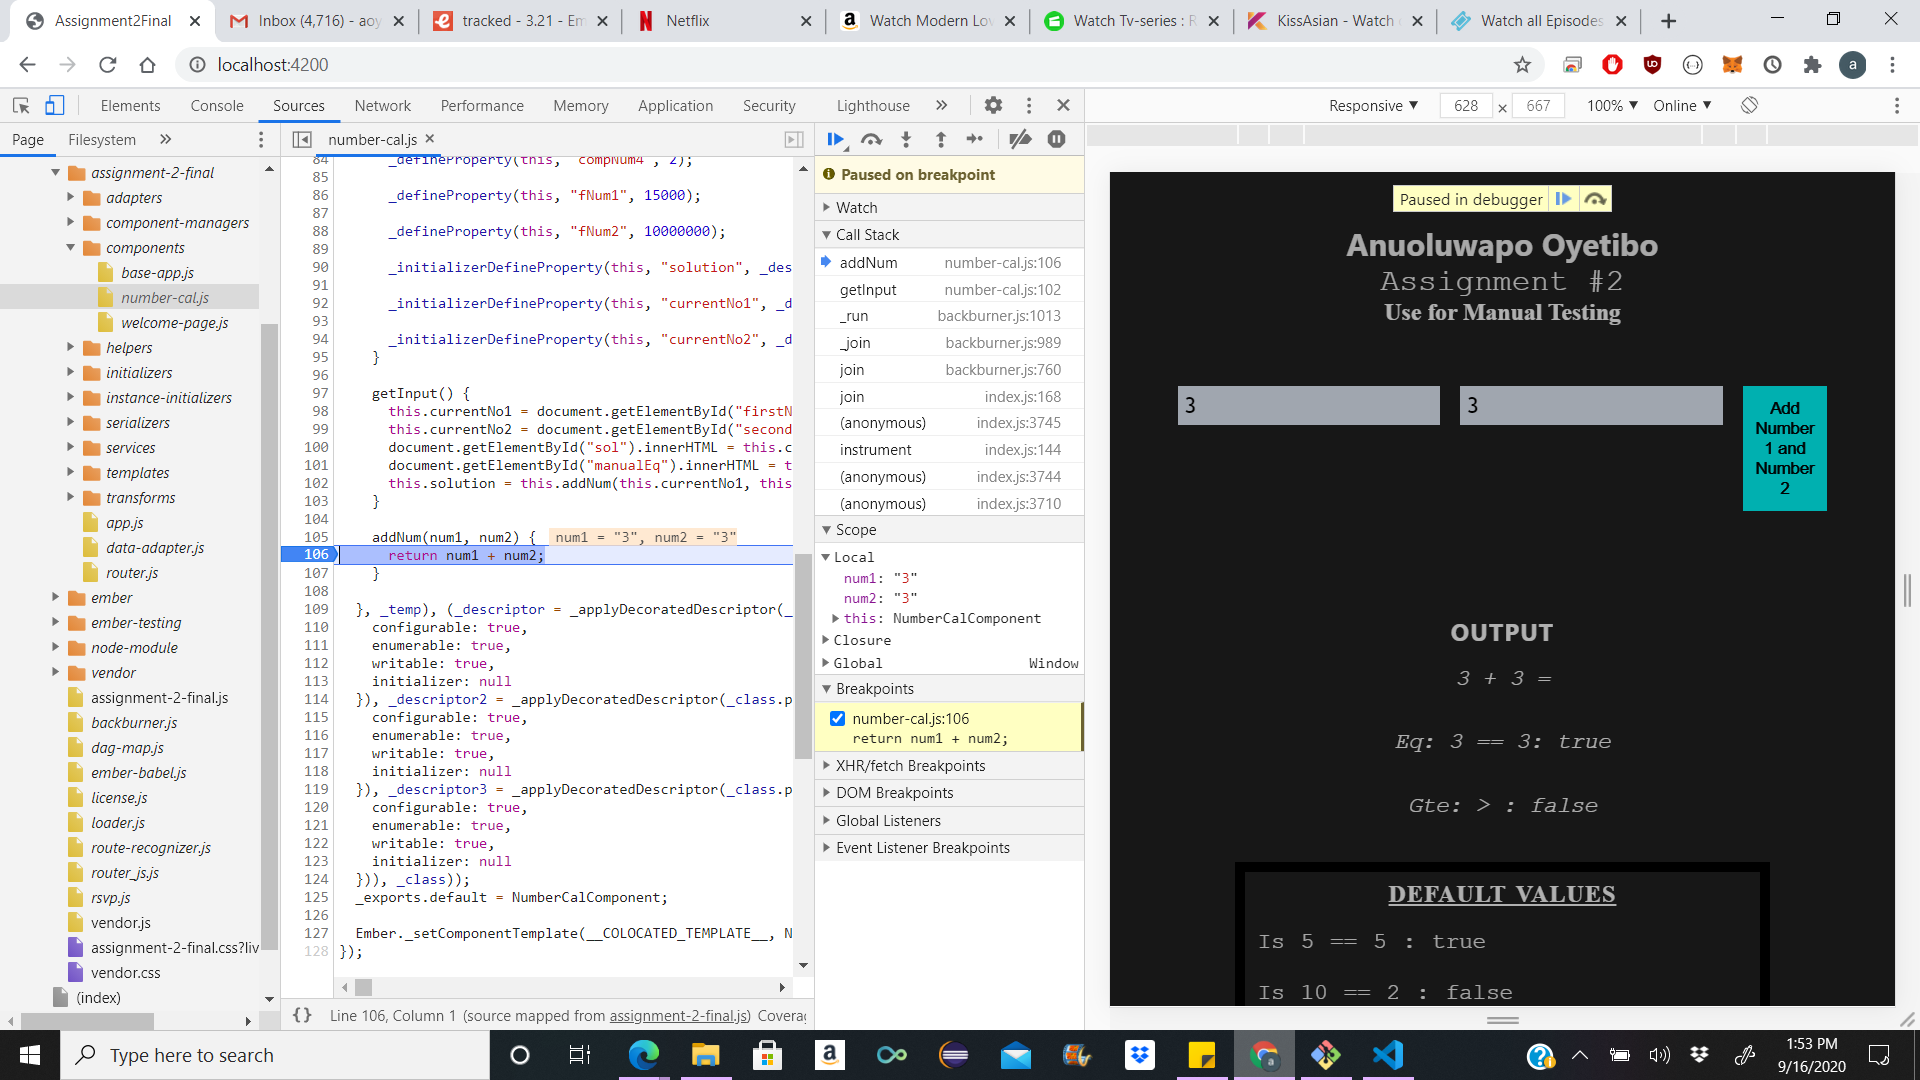 Assignment2Final
Inbox (4,716) - aoy
tracked - 3.21 - Em
Netflix
Watch Modern Lov
Watch Tv-series : R
KissAsian - Watch
Watch all Episodes
localhost:4200
a
Elements Console Sources Network Performance Memory Application Security Lighthouse
Responsive 628 x 667 100% Online
Page Filesystem
number-cal.js
assignment-2-final
adapters
component-managers
components
base-app.js
number-cal.js
welcome-page.js
helpers
initializers
instance-initializers
serializers
services
templates
transforms
app.js
data-adapter.js
router.js
ember
ember-testing
node-module
vendor
assignment-2-final.js
backburner.js
dag-map.js
ember-babel.js
license.js
loader.js
route-recognizer.js
router_js.js
rsvp.js
vendor.js
assignment-2-final.css?liv
vendor.css
(index)
84 _defineProperty(this, "compNum4", 2);
85
86 _defineProperty(this, "fNum1", 15000);
87
88 _defineProperty(this, "fNum2", 10000000);
89
90 _initializerDefineProperty(this, "solution", _des
91
92 _initializerDefineProperty(this, "currentNo1", _d
93
94 _initializerDefineProperty(this, "currentNo2", _d
95 }
96
97 getInput() {
98 this.currentNo1 = document.getElementById("firstN
99 this.currentNo2 = document.getElementById("second
100 document.getElementById("sol").innerHTML = this.c
101 document.getElementById("manualEq").innerHTML = t
102 this.solution = this.addNum(this.currentNo1, this
103 }
104
105 addNum(num1, num2) { num1 = "3", num2 = "3"
106 return num1 + num2;
107 }
108
109 }, _temp), (_descriptor = _applyDecoratedDescriptor(_
110 configurable: true,
111 enumerable: true,
112 writable: true,
113 initializer: null
114 }), _descriptor2 = _applyDecoratedDescriptor(_class.p
115 configurable: true,
116 enumerable: true,
117 writable: true,
118 initializer: null
119 }), _descriptor3 = _applyDecoratedDescriptor(_class.p
120 configurable: true,
121 enumerable: true,
122 writable: true,
123 initializer: null
124 })), _class));
125 _exports.default = NumberCalComponent;
126
127 Ember._setComponentTemplate(__COLOCATED_TEMPLATE__, N
128 });
{} Line 106, Column 1 (source mapped from assignment-2-final.js) Covera
Paused on breakpoint
Watch
Call Stack
addNum number-cal.js:106
getInput number-cal.js:102
_run backburner.js:1013
_join backburner.js:989
join backburner.js:760
join index.js:168
(anonymous) index.js:3745
instrument index.js:144
(anonymous) index.js:3744
(anonymous) index.js:3710
Scope
Local
num1: "3"
num2: "3"
this: NumberCalComponent
Closure
Global Window
Breakpoints
number-cal.js:106
return num1 + num2;
XHR/fetch Breakpoints
DOM Breakpoints
Global Listeners
Event Listener Breakpoints
Paused in debugger
Anuoluwapo Oyetibo
Assignment #2
Use for Manual Testing
3
3
Add
Number
1 and
Number
2
OUTPUT
3 + 3 =
Eq: 3 == 3: true
Gte: > : false
DEFAULT VALUES
Is 5 == 5 : true
Is 10 == 2 : false
Type here to search
1:53 PM
9/16/2020